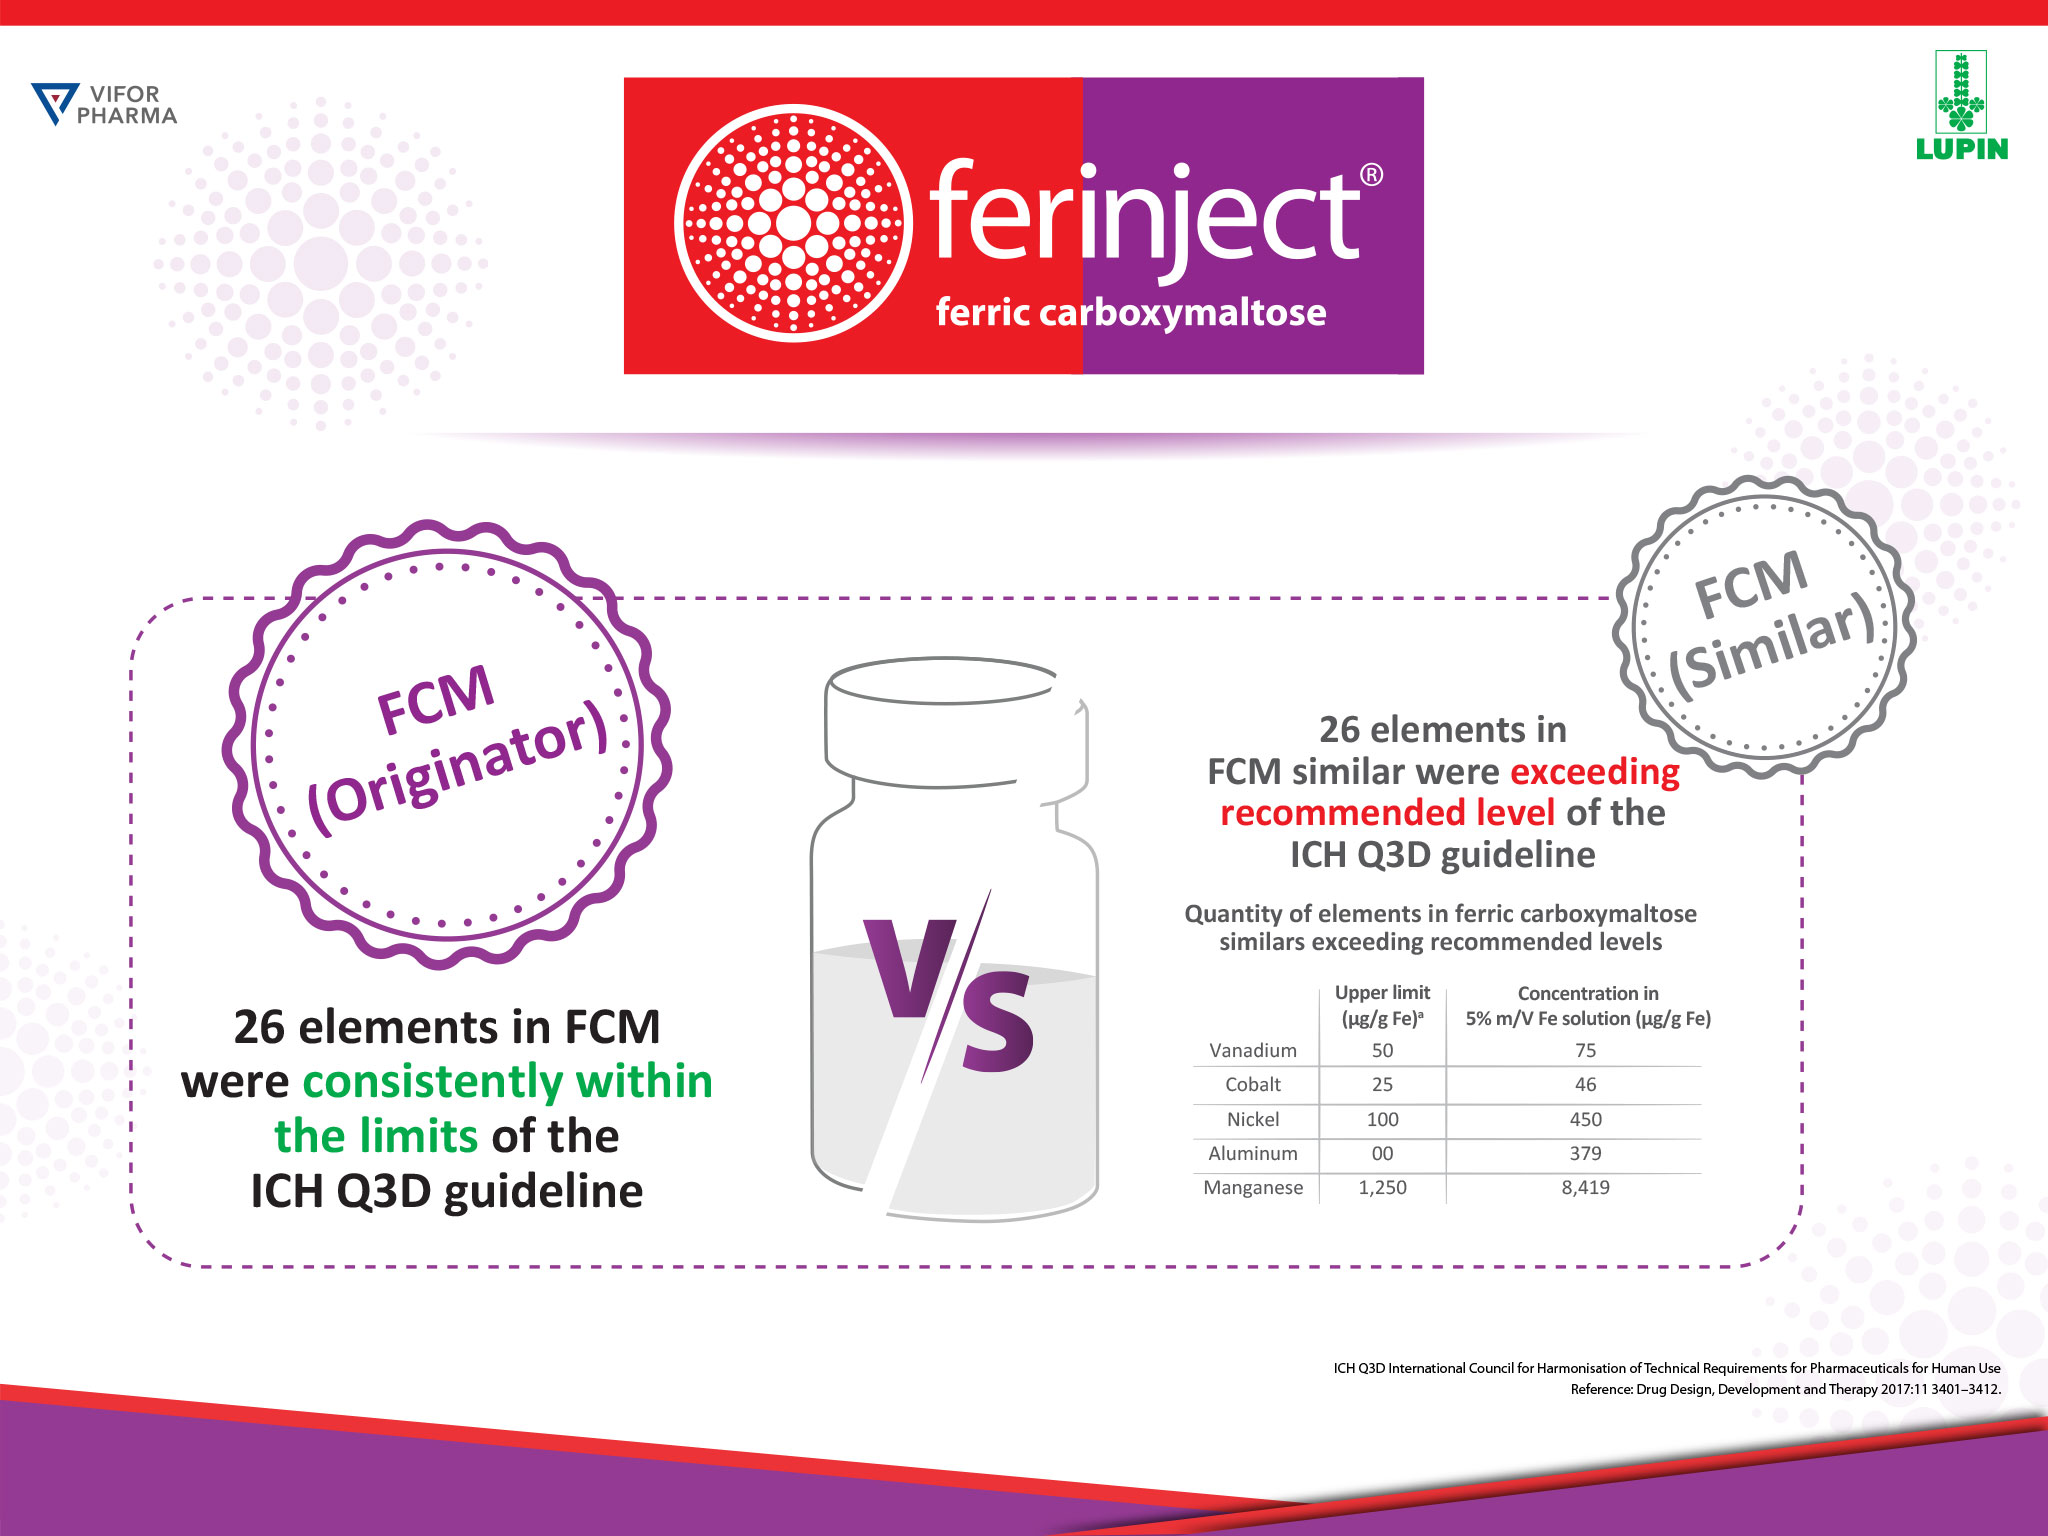 VIFOR
PHARMA
LUPIN
ferinject®
ferric carboxymaltose
FCM
(Originator)
26 elements in FCM
were consistently within
the limits of the
ICH Q3D guideline
VS
FCM
(Similar)
26 elements in
FCM similar were exceeding
recommended level of the
ICH Q3D guideline
Quantity of elements in ferric carboxymaltose
similars exceeding recommended levels
Upper limit
(µg/g Fe)ª
Concentration in
5% m/V Fe solution (µg/g Fe)
Vanadium 50 75
Cobalt 25 46
Nickel 100 450
Aluminum 00 379
Manganese 1,250 8,419
ICH Q3D International Council for Harmonisation of Technical Requirements for Pharmaceuticals for Human Use
Reference: Drug Design, Development and Therapy 2017:11 3401–3412.